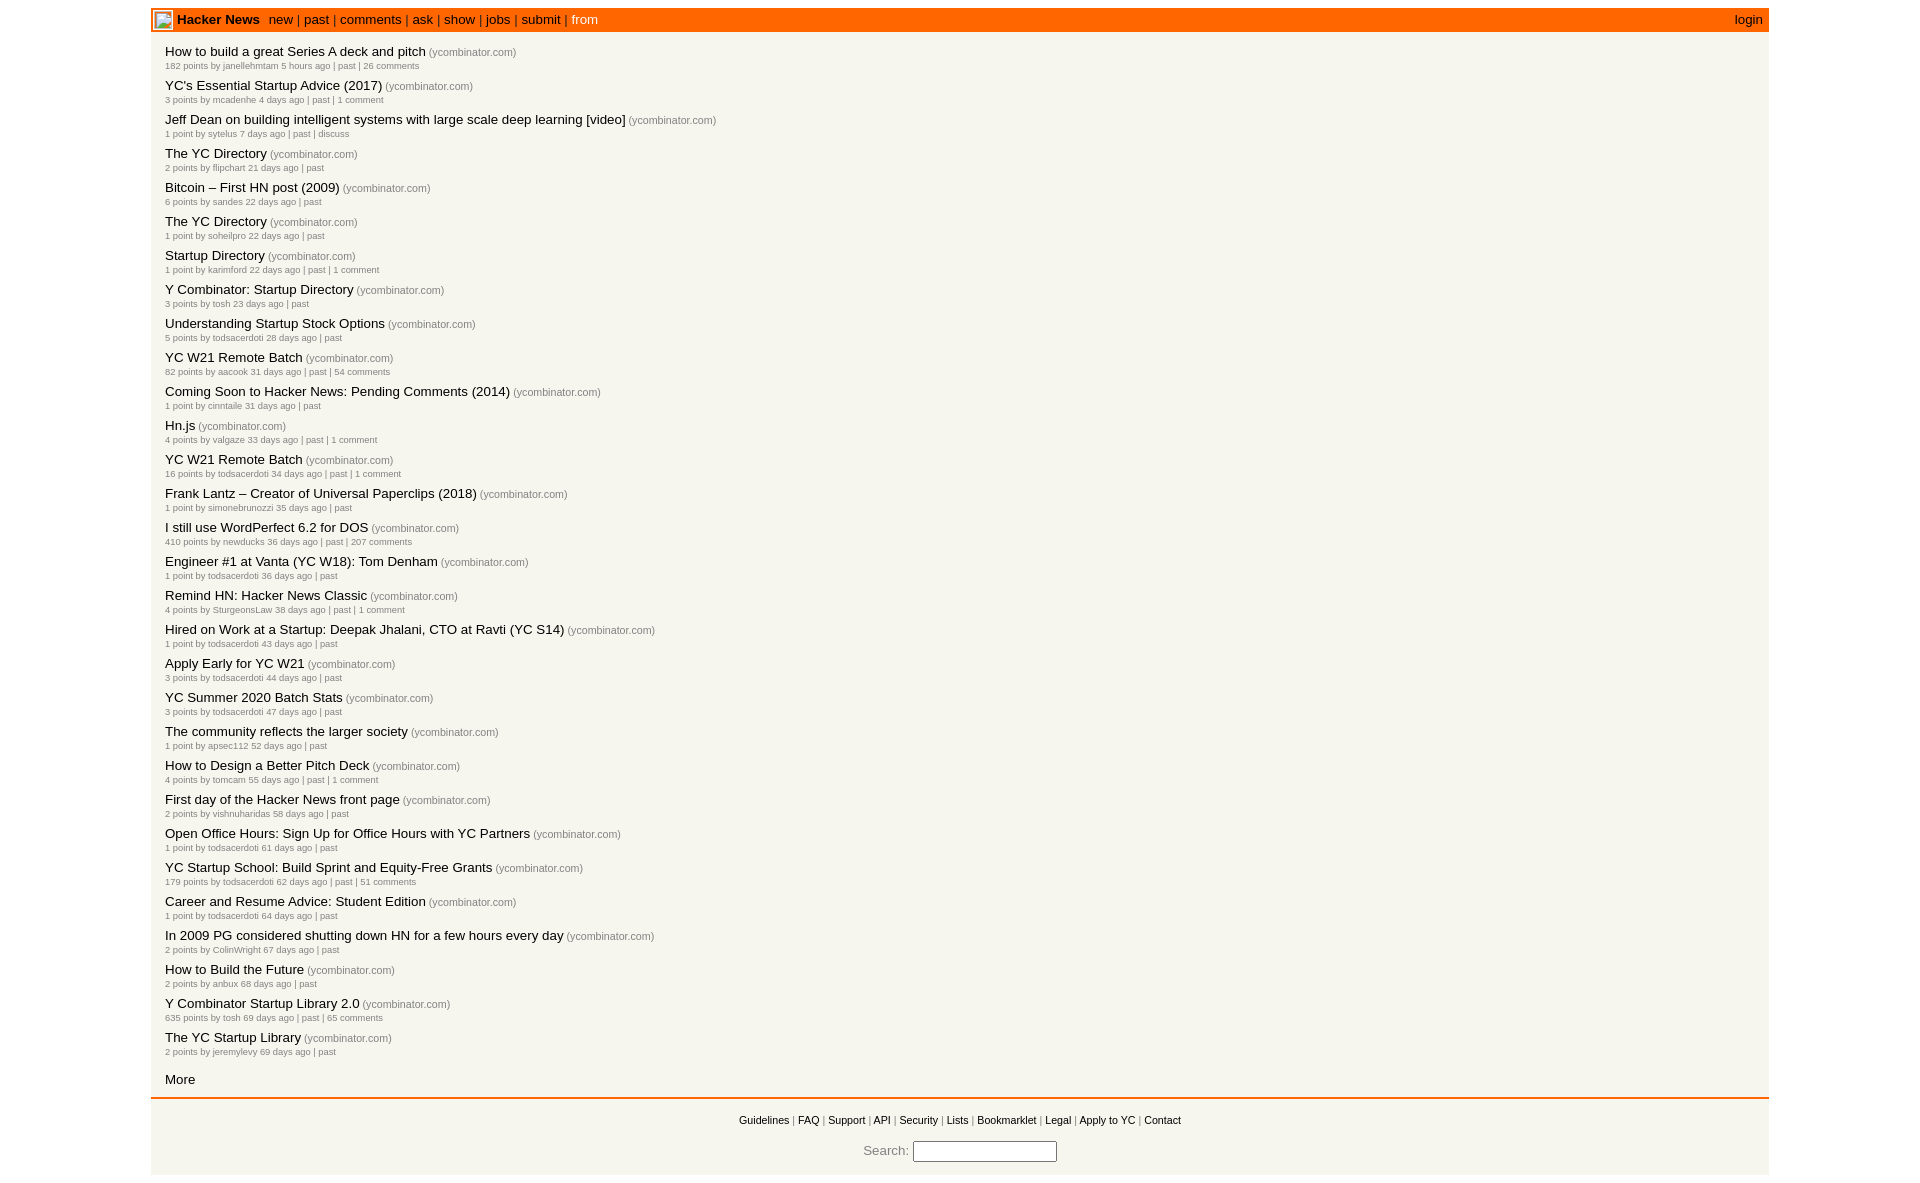 Hacker News new | past | comments | ask | show | jobs | submit | from login
How to build a great Series A deck and pitch (ycombinator.com)
182 points by janellehmtam 5 hours ago | past | 26 comments
YC's Essential Startup Advice (2017) (ycombinator.com)
3 points by mcadenhe 4 days ago | past | 1 comment
Jeff Dean on building intelligent systems with large scale deep learning [video] (ycombinator.com)
1 point by sytelus 7 days ago | past | discuss
The YC Directory (ycombinator.com)
2 points by flipchart 21 days ago | past
Bitcoin – First HN post (2009) (ycombinator.com)
6 points by sandes 22 days ago | past
The YC Directory (ycombinator.com)
1 point by soheilpro 22 days ago | past
Startup Directory (ycombinator.com)
1 point by karimford 22 days ago | past | 1 comment
Y Combinator: Startup Directory (ycombinator.com)
3 points by tosh 23 days ago | past
Understanding Startup Stock Options (ycombinator.com)
5 points by todsacerdoti 28 days ago | past
YC W21 Remote Batch (ycombinator.com)
82 points by aacook 31 days ago | past | 54 comments
Coming Soon to Hacker News: Pending Comments (2014) (ycombinator.com)
1 point by cinntaile 31 days ago | past
Hn.js (ycombinator.com)
4 points by valgaze 33 days ago | past | 1 comment
YC W21 Remote Batch (ycombinator.com)
16 points by todsacerdoti 34 days ago | past | 1 comment
Frank Lantz – Creator of Universal Paperclips (2018) (ycombinator.com)
1 point by simonebrunozzi 35 days ago | past
I still use WordPerfect 6.2 for DOS (ycombinator.com)
410 points by newducks 36 days ago | past | 207 comments
Engineer #1 at Vanta (YC W18): Tom Denham (ycombinator.com)
1 point by todsacerdoti 36 days ago | past
Remind HN: Hacker News Classic (ycombinator.com)
4 points by SturgeonsLaw 38 days ago | past | 1 comment
Hired on Work at a Startup: Deepak Jhalani, CTO at Ravti (YC S14) (ycombinator.com)
1 point by todsacerdoti 43 days ago | past
Apply Early for YC W21 (ycombinator.com)
3 points by todsacerdoti 44 days ago | past
YC Summer 2020 Batch Stats (ycombinator.com)
3 points by todsacerdoti 47 days ago | past
The community reflects the larger society (ycombinator.com)
1 point by apsec112 52 days ago | past
How to Design a Better Pitch Deck (ycombinator.com)
4 points by tomcam 55 days ago | past | 1 comment
First day of the Hacker News front page (ycombinator.com)
2 points by vishnuharidas 58 days ago | past
Open Office Hours: Sign Up for Office Hours with YC Partners (ycombinator.com)
1 point by todsacerdoti 61 days ago | past
YC Startup School: Build Sprint and Equity-Free Grants (ycombinator.com)
179 points by todsacerdoti 62 days ago | past | 51 comments
Career and Resume Advice: Student Edition (ycombinator.com)
1 point by todsacerdoti 64 days ago | past
In 2009 PG considered shutting down HN for a few hours every day (ycombinator.com)
2 points by ColinWright 67 days ago | past
How to Build the Future (ycombinator.com)
2 points by anbux 68 days ago | past
Y Combinator Startup Library 2.0 (ycombinator.com)
635 points by tosh 69 days ago | past | 65 comments
The YC Startup Library (ycombinator.com)
2 points by jeremylevy 69 days ago | past
More
Guidelines | FAQ | Support | API | Security | Lists | Bookmarklet | Legal | Apply to YC | Contact
Search: